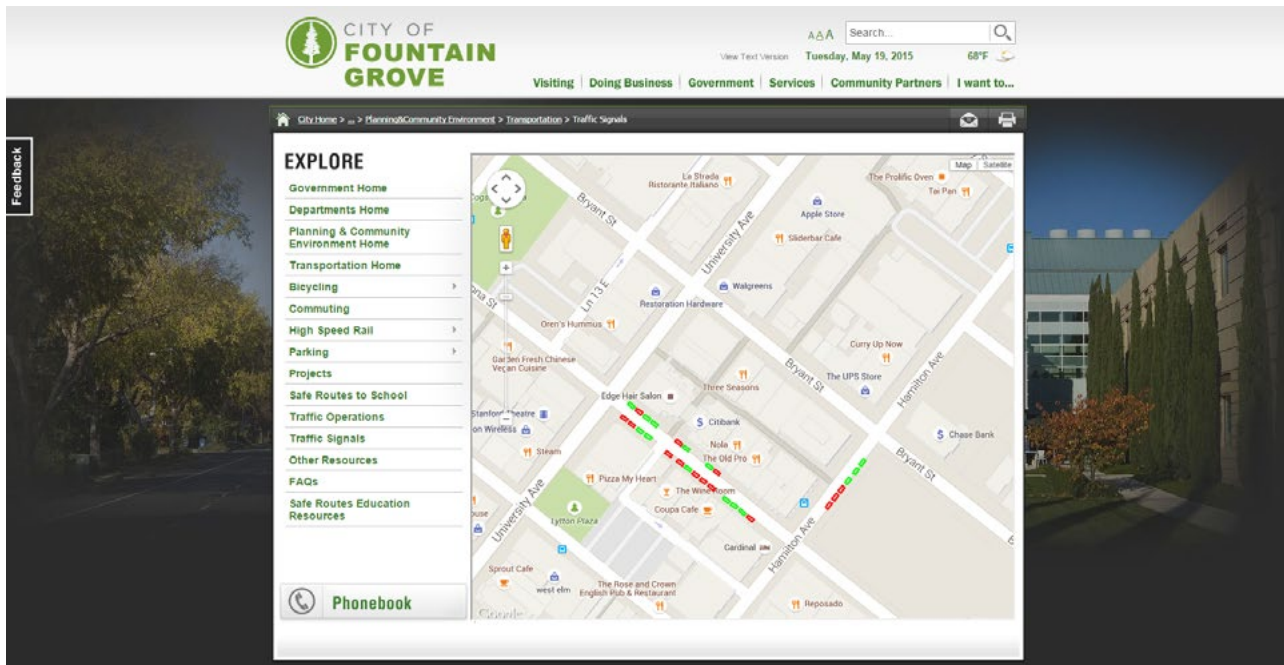 CITY OF
FOUNTAIN
GROVE
AAA
Search...
View Text Version
Tuesday, May 19, 2015
68°F
Visiting
Doing Business
Government
Services
Community Partners
I want to...
Feedback
City Home > ... > Planning&Community Environment > Transportation > Traffic Signals
EXPLORE
Government Home
Departments Home
Planning & Community
Environment Home
Transportation Home
Bicycling
Commuting
High Speed Rail
Parking
Projects
Safe Routes to School
Traffic Operations
Traffic Signals
Other Resources
FAQs
Safe Routes Education
Resources
Phonebook
Map
Satellite
La Strada
Ristorante Italiano
The Prolific Oven
Tai Pan
Bryant St
Apple Store
University Ave
Sliderbar Cafe
Ln 13 E
Walgreens
Restoration Hardware
Oren's Hummus
Curry Up Now
Garden Fresh Chinese
Vegan Cuisine
Bryant St
The UPS Store
Hamilton Ave
Three Seasons
Edge Hair Salon
Stanford Theatre
Citibank
on Wireless
Chase Bank
Nola
The Old Pro
Steam
Bryant St
Pizza My Heart
The Wine Room
Coupa Cafe
University Ave
Lytton Plaza
Hamilton Ave
Cardinal
Sprout Cafe
west elm
The Rose and Crown
English Pub & Restaurant
Reposado
Google